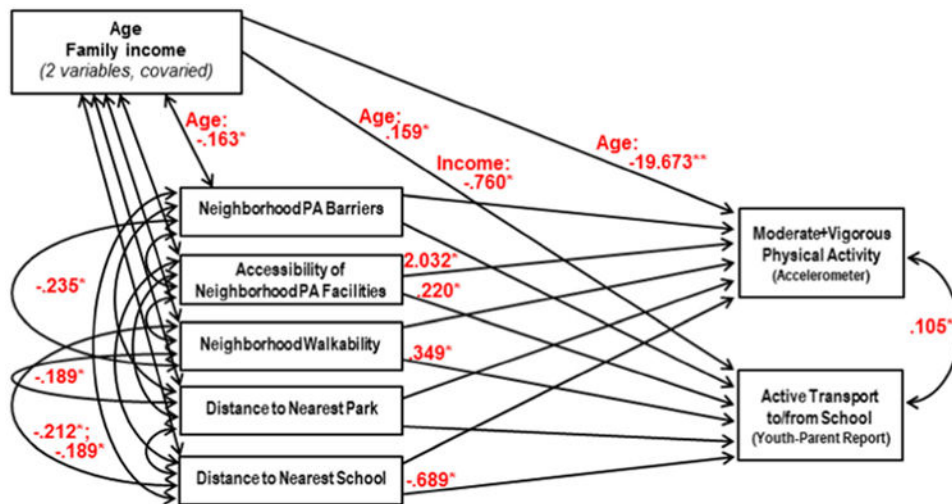 Age
Family income
(2 variables, covaried)
Age:
-.163*
Age:
.159*
Income:
-.760*
Age:
-19.673**
Neighborhood PA Barriers
Accessibility of
Neighborhood PA Facilities
2.032*
.220*
Neighborhood Walkability
.349*
Distance to Nearest Park
Distance to Nearest School
-.689*
-.235*
-.189*
-.212*;
-.189*
Moderate+Vigorous
Physical Activity
(Accelerometer)
.105*
Active Transport
to/from School
(Youth-Parent Report)